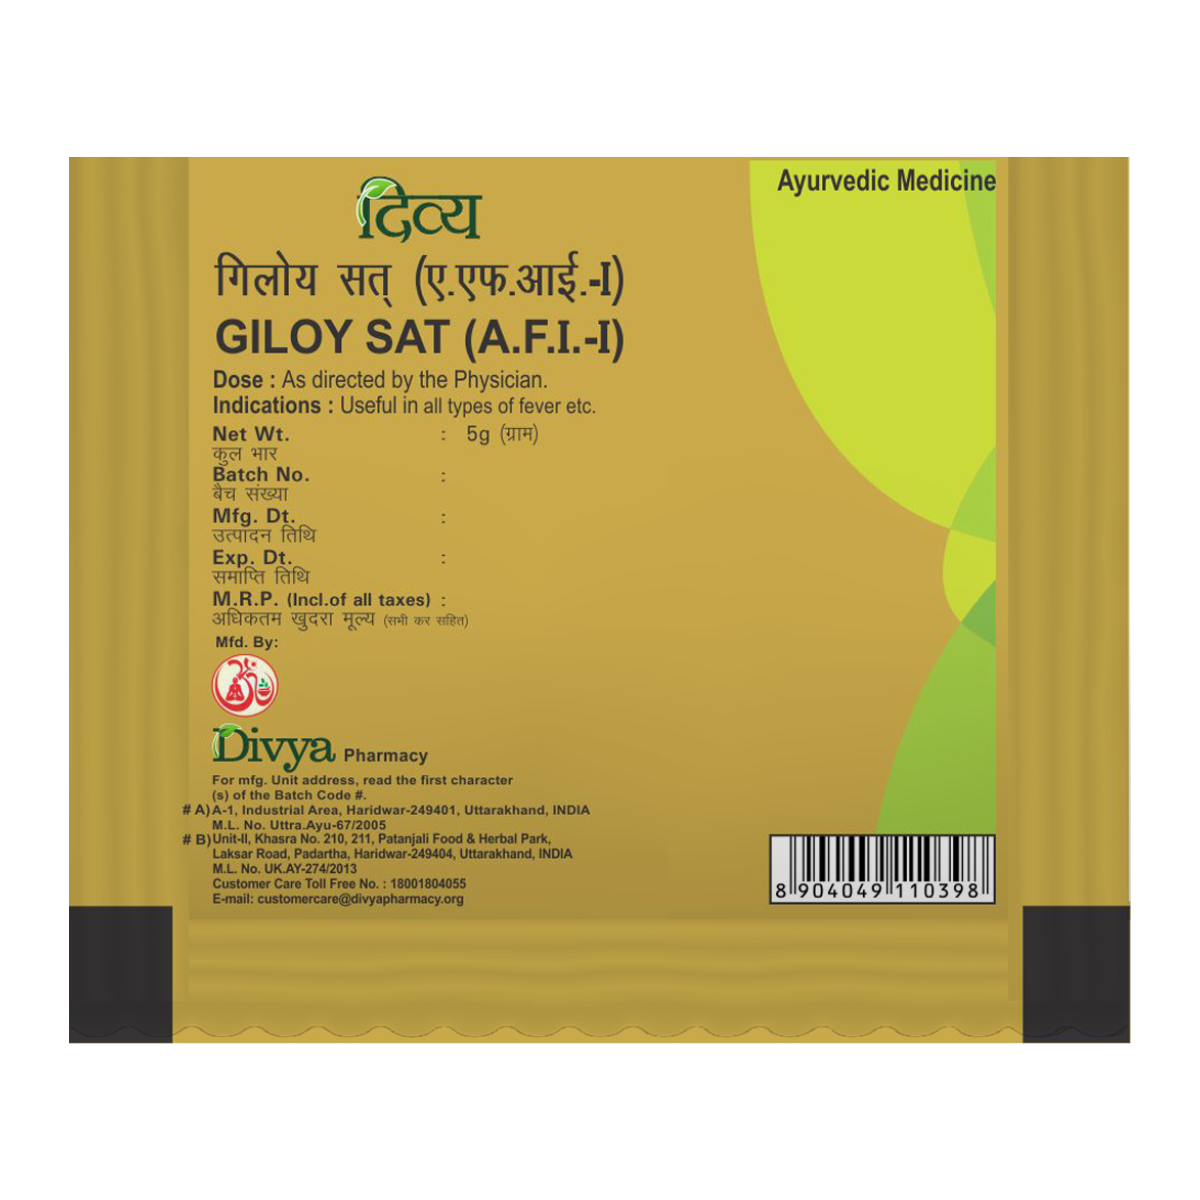 Ayurvedic Medicine
दिव्य
गिलोय सत् (ए.एफ.आई.-I)
GILOY SAT (A.F.I.-I)
Dose : As directed by the Physician.
Indications : Useful in all types of fever etc.
Net Wt. : 5g (ग्राम)
कुल भार
Batch No. :
बैच संख्या
Mfg. Dt. :
उत्पादन तिथि
Exp. Dt. :
समाप्ति तिथि
M.R.P. (Incl.of all taxes) :
अधिकतम खुदरा मूल्य (सभी कर सहित)
Mfd. By:
ॐ
Divya Pharmacy
For mfg. Unit address, read the first character
(s) of the Batch Code #.
# A) A-1, Industrial Area, Haridwar-249401, Uttarakhand, INDIA
M.L. No. Uttra.Ayu-67/2005
# B) Unit-II, Khasra No. 210, 211, Patanjali Food & Herbal Park,
Laksar Road, Padartha, Haridwar-249404, Uttarakhand, INDIA
M.L. No. UK.AY-274/2013
Customer Care Toll Free No. : 18001804055
E-mail: customercare@divyapharmacy.org
8 904049 110398